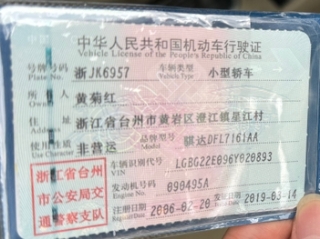 中华人民共和国机动车行驶证
Vehicle License of the People's Republic of China
号牌号码 浙JK6957 车辆类型 小型轿车
Plate No. Vehicle Type
所有人 黄菊红
Owner
住址 浙江省台州市黄岩区澄江镇星红村
使用性质 非营运 品牌型号 骐达DFL7161AA
Use Character Model
浙江省台州市公安局交通警察支队
车辆识别代号 LGBG22E096Y020893
VIN
发动机号码 090495A
Engine No.
注册日期 2006-02-20 发证日期 2019-03-14
Register Date Issue Date